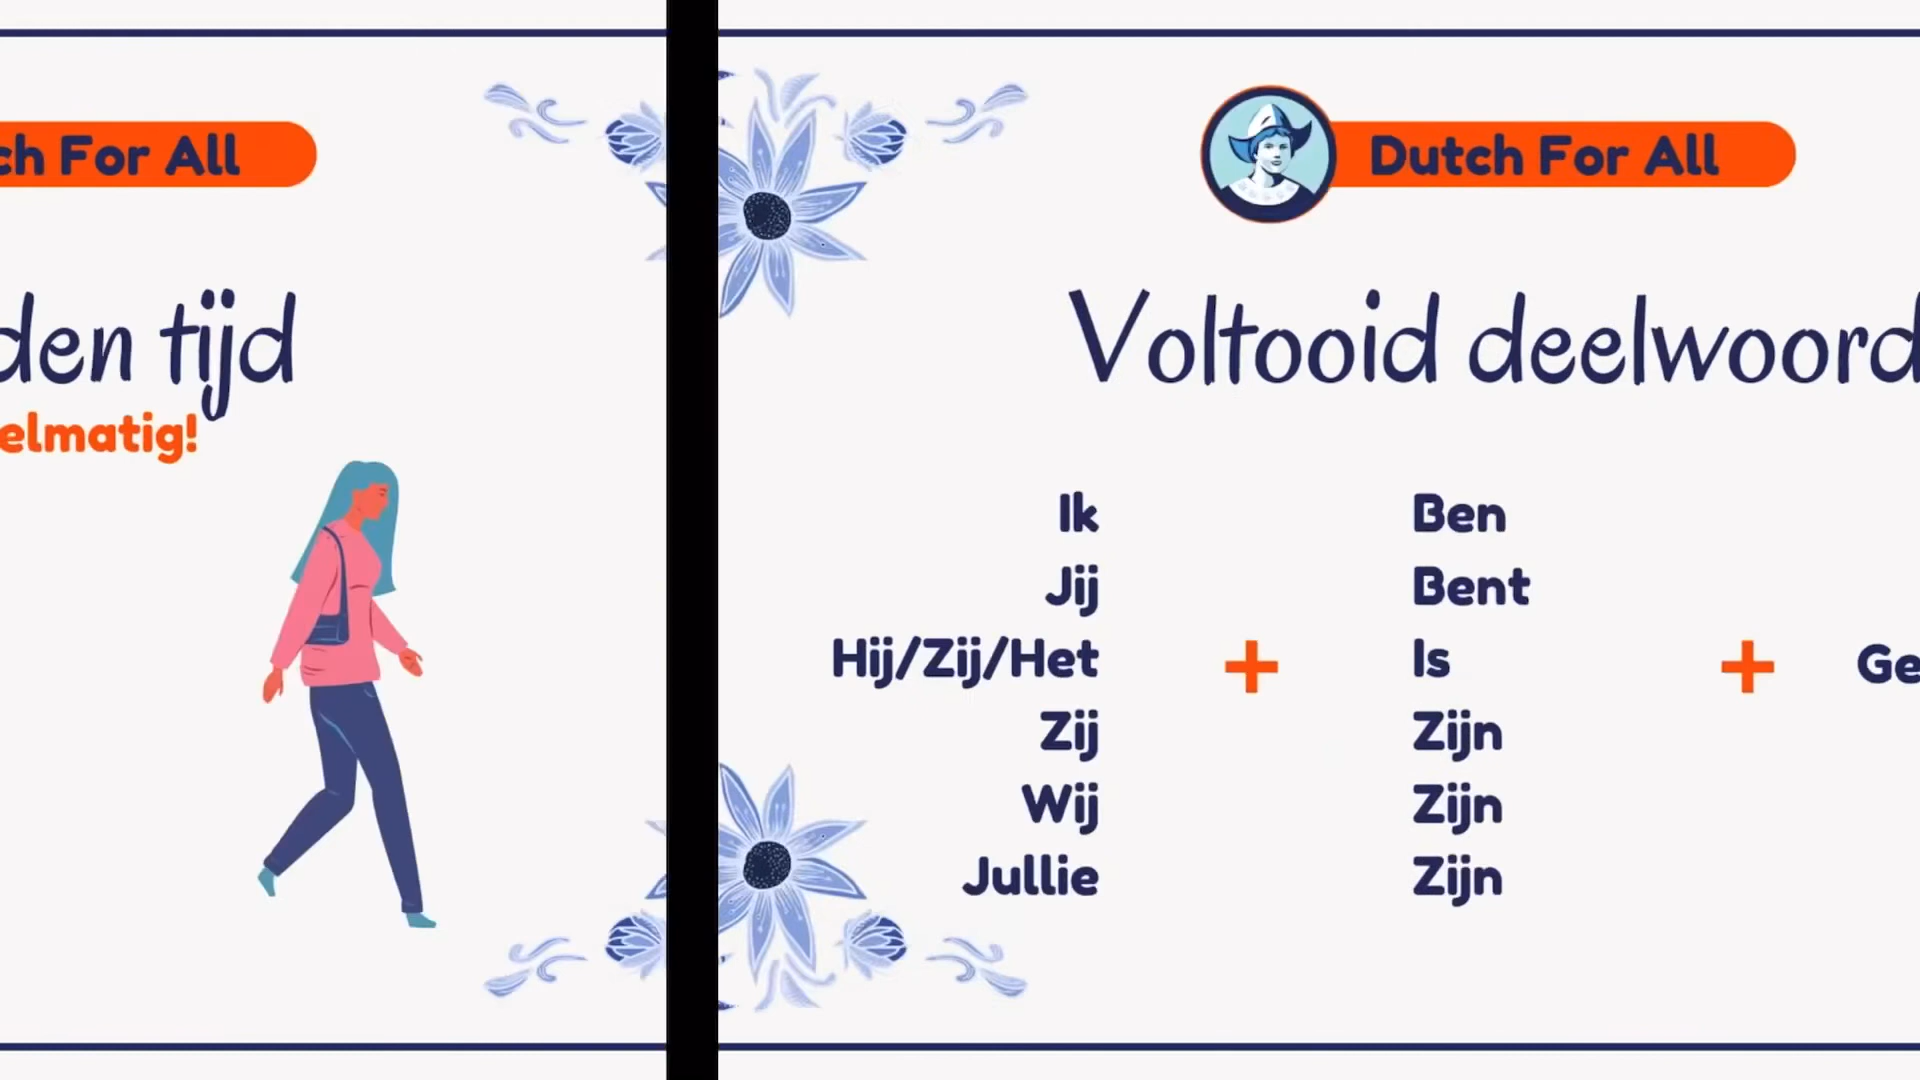 ch For All
den tijd
elmatig!
Dutch For All
Voltooid deelwoord
Ik + Ben + Ge
Jij Bent
Hij/Zij/Het Is
Zij Zijn
Wij Zijn
Jullie Zijn